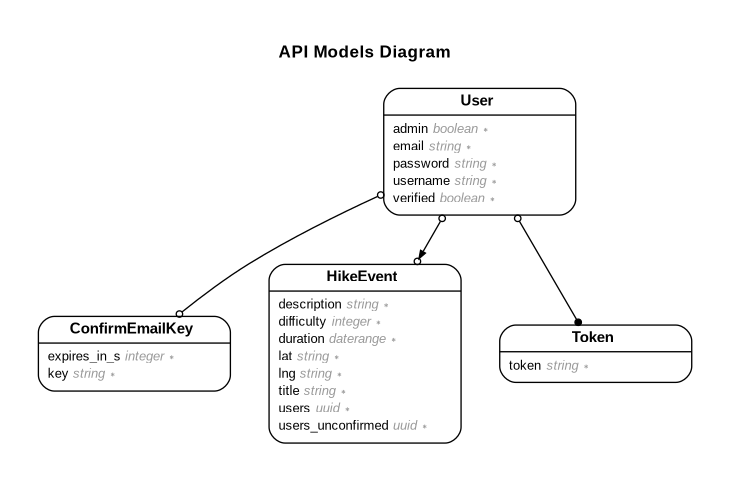 API Models Diagram
User
admin boolean *
email string *
password string *
username string *
verified boolean *
HikeEvent
description string *
difficulty integer *
duration daterange *
lat string *
lng string *
title string *
users uuid *
users_unconfirmed uuid *
ConfirmEmailKey
expires_in_s integer *
key string *
Token
token string *